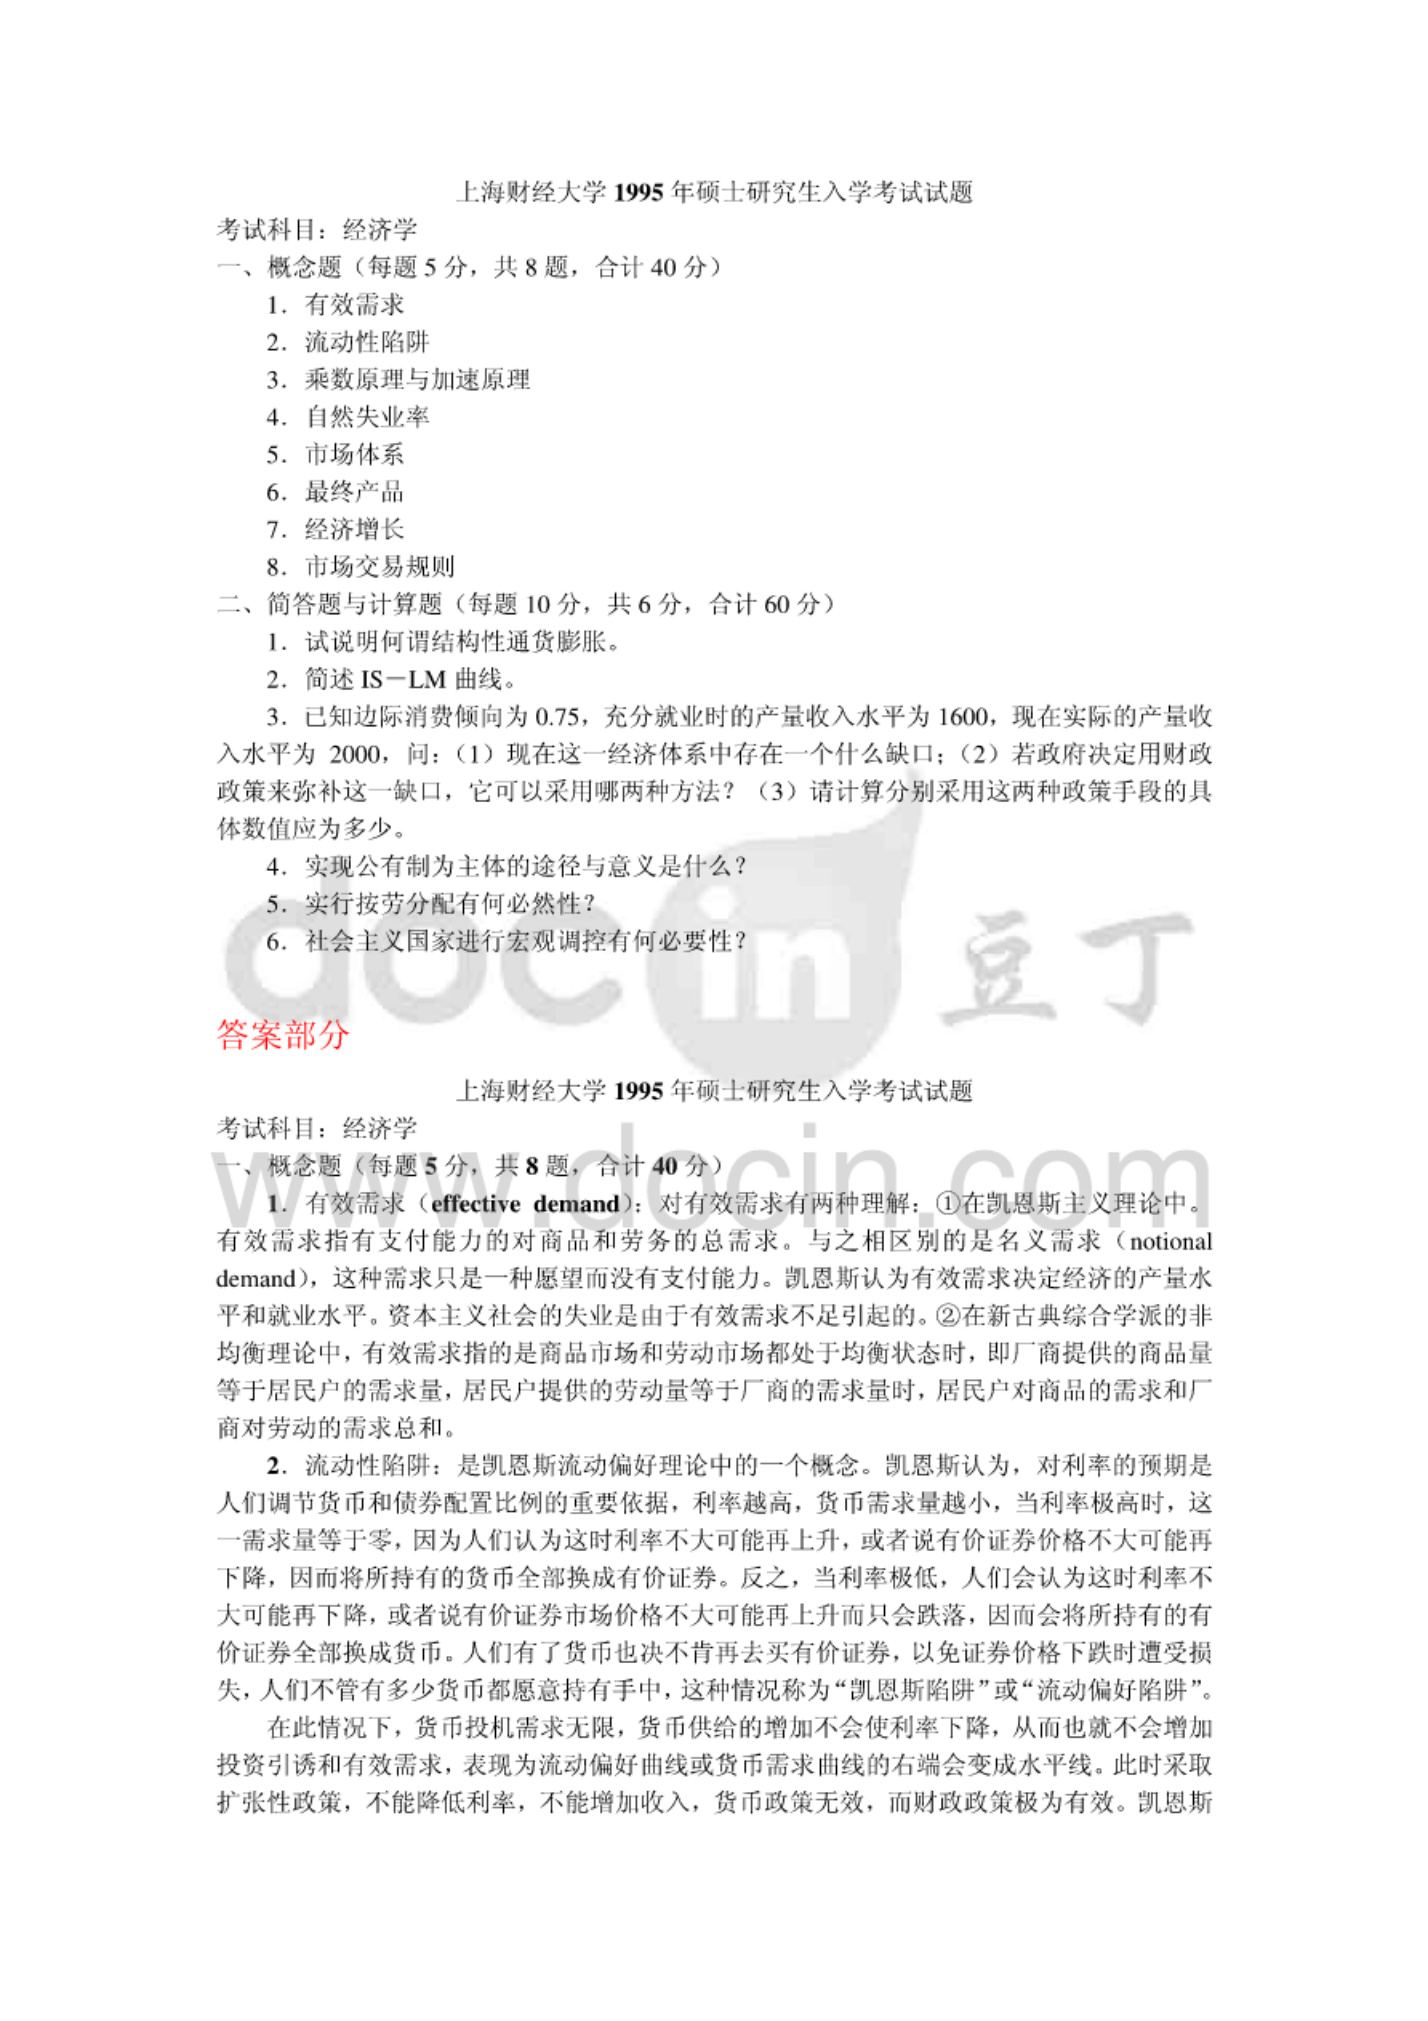 上海财经大学 1995 年硕士研究生入学考试试题
考试科目：经济学
一、概念题（每题 5 分，共 8 题，合计 40 分）
1．有效需求
2．流动性陷阱
3．乘数原理与加速原理
4．自然失业率
5．市场体系
6．最终产品
7．经济增长
8．市场交易规则
二、简答题与计算题（每题 10 分，共 6 分，合计 60 分）
1．试说明何谓结构性通货膨胀。
2．简述 IS－LM 曲线。
3．已知边际消费倾向为 0.75，充分就业时的产量收入水平为 1600，现在实际的产量收
入水平为 2000，问：（1）现在这一经济体系中存在一个什么缺口；（2）若政府决定用财政
政策来弥补这一缺口，它可以采用哪两种方法？（3）请计算分别采用这两种政策手段的具
体数值应为多少。
4．实现公有制为主体的途径与意义是什么？
5．实行按劳分配有何必然性？
6．社会主义国家进行宏观调控有何必要性？
docin 豆丁
答案部分
上海财经大学 1995 年硕士研究生入学考试试题
考试科目：经济学
www.docin.com
一、概念题（每题 5 分，共 8 题，合计 40 分）
1．有效需求（effective demand）：对有效需求有两种理解：①在凯恩斯主义理论中。
有效需求指有支付能力的对商品和劳务的总需求。与之相区别的是名义需求（notional
demand），这种需求只是一种愿望而没有支付能力。凯恩斯认为有效需求决定经济的产量水
平和就业水平。资本主义社会的失业是由于有效需求不足引起的。②在新古典综合学派的非
均衡理论中，有效需求指的是商品市场和劳动市场都处于均衡状态时，即厂商提供的商品量
等于居民户的需求量，居民户提供的劳动量等于厂商的需求量时，居民户对商品的需求和厂
商对劳动的需求总和。
2．流动性陷阱：是凯恩斯流动偏好理论中的一个概念。凯恩斯认为，对利率的预期是
人们调节货币和债券配置比例的重要依据，利率越高，货币需求量越小，当利率极高时，这
一需求量等于零，因为人们认为这时利率不大可能再上升，或者说有价证券价格不大可能再
下降，因而将所持有的货币全部换成有价证券。反之，当利率极低，人们会认为这时利率不
大可能再下降，或者说有价证券市场价格不大可能再上升而只会跌落，因而会将所持有的有
价证券全部换成货币。人们有了货币也决不肯再去买有价证券，以免证券价格下跌时遭受损
失，人们不管有多少货币都愿意持有手中，这种情况称为“凯恩斯陷阱”或“流动偏好陷阱”。
在此情况下，货币投机需求无限，货币供给的增加不会使利率下降，从而也就不会增加
投资引诱和有效需求，表现为流动偏好曲线或货币需求曲线的右端会变成水平线。此时采取
扩张性政策，不能降低利率，不能增加收入，货币政策无效，而财政政策极为有效。凯恩斯